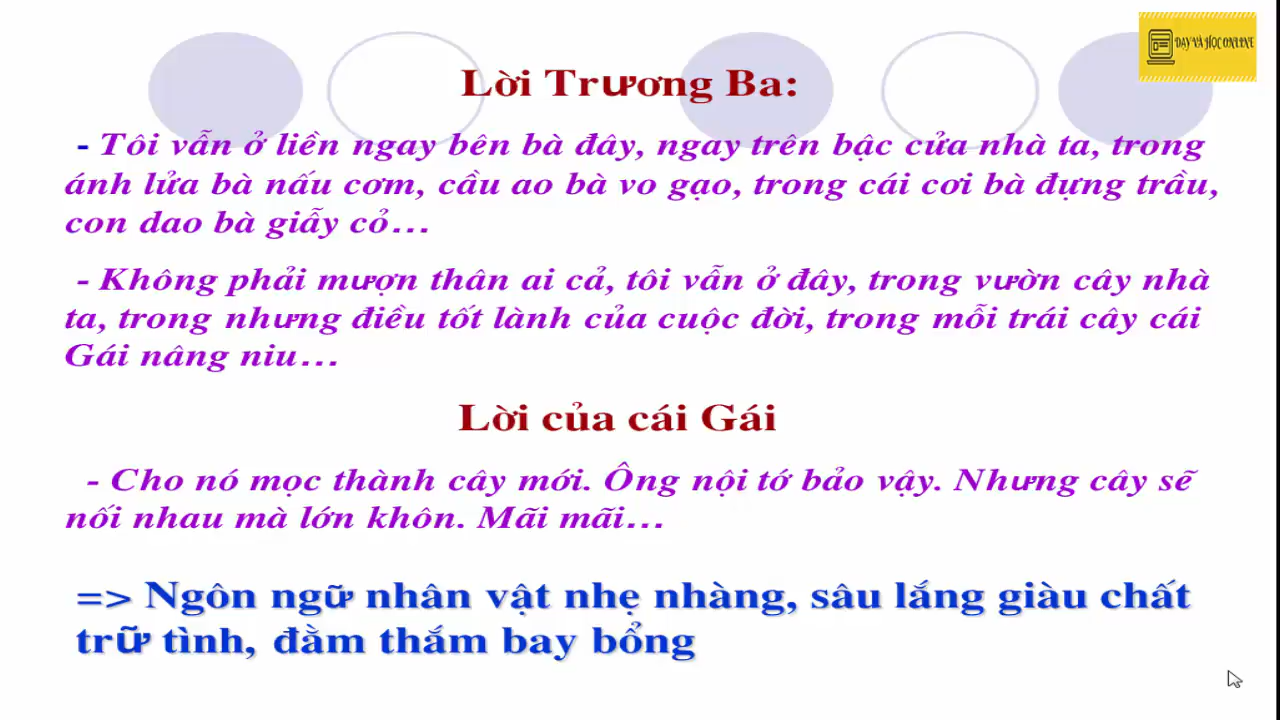 DẠY VÀ HỌC ONLINE
Lời Trương Ba:
- Tôi vẫn ở liền ngay bên bà đây, ngay trên bậc cửa nhà ta, trong
ánh lửa bà nấu cơm, cầu ao bà vo gạo, trong cái cơi bà đựng trầu,
con dao bà giẫy cỏ...
- Không phải mượn thân ai cả, tôi vẫn ở đây, trong vườn cây nhà
ta, trong nhưng điều tốt lành của cuộc đời, trong mỗi trái cây cái
Gái nâng niu...
Lời của cái Gái
- Cho nó mọc thành cây mới. Ông nội tớ bảo vậy. Nhưng cây sẽ
nối nhau mà lớn khôn. Mãi mãi...
=> Ngôn ngữ nhân vật nhẹ nhàng, sâu lắng giàu chất
trữ tình, đằm thắm bay bổng